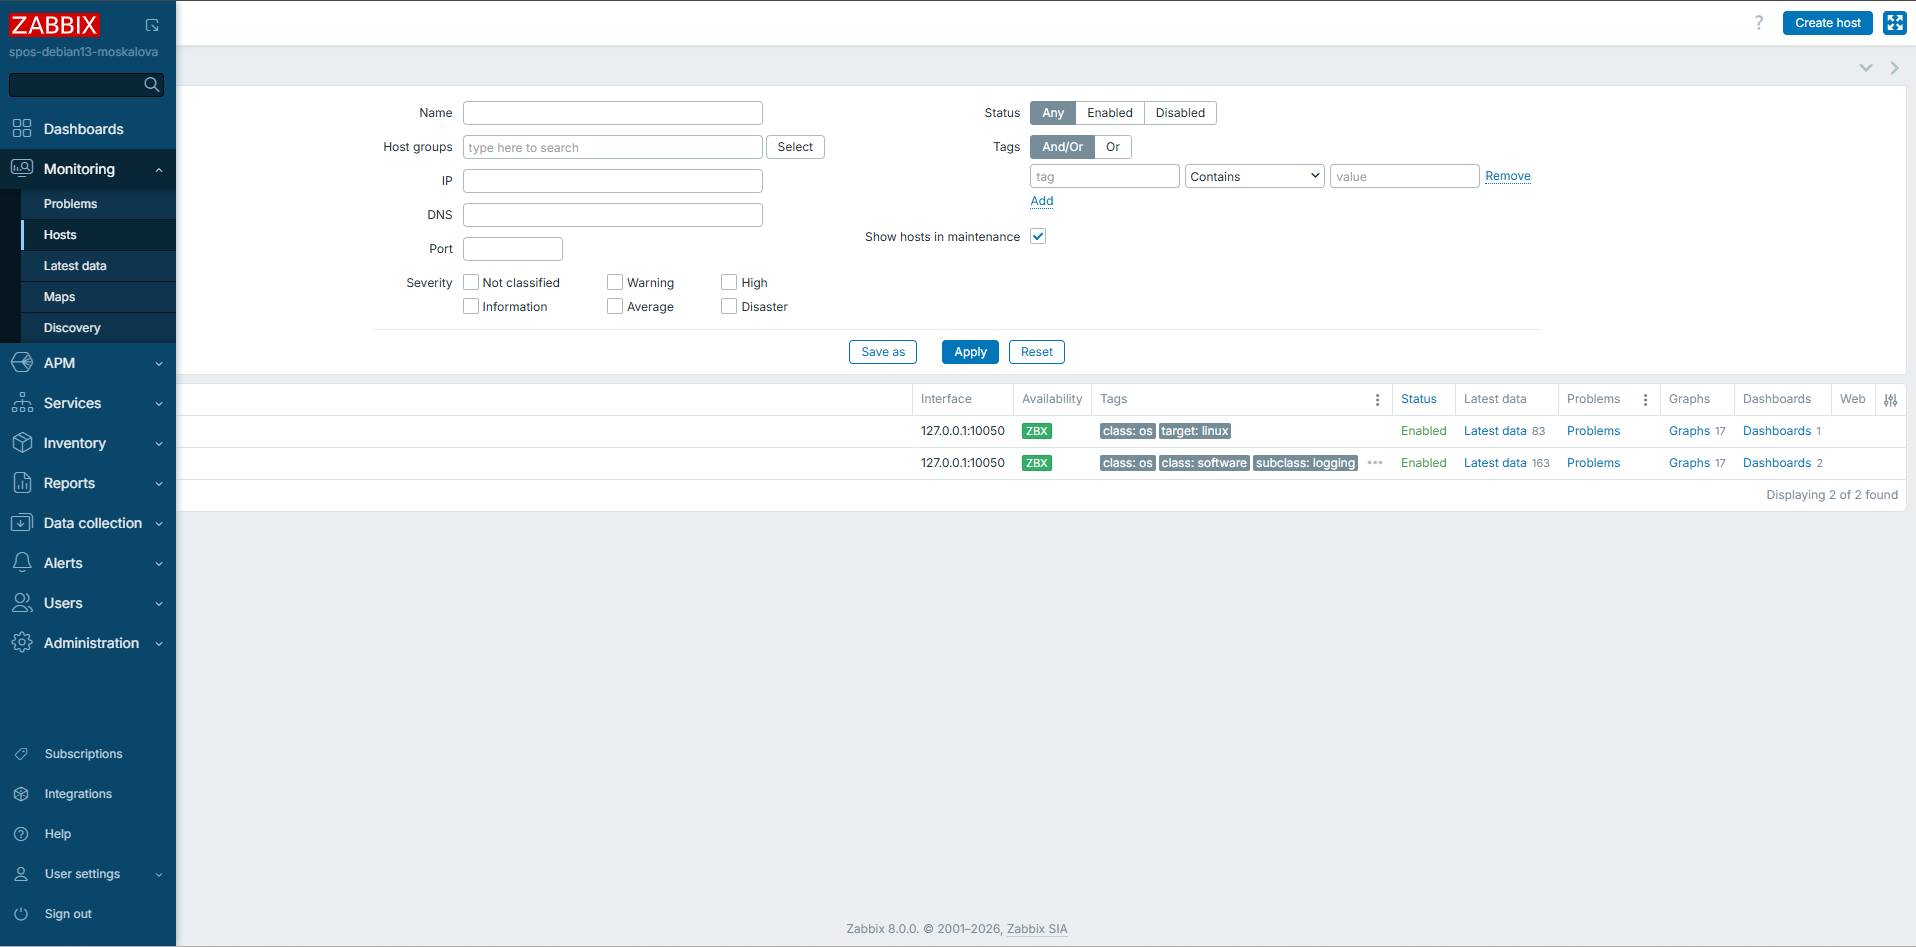 ZABBIX
spos-debian13-moskalova
Dashboards
Monitoring
Problems
Hosts
Latest data
Maps
Discovery
APM
Services
Inventory
Reports
Data collection
Alerts
Users
Administration
Subscriptions
Integrations
Help
User settings
Sign out
? Create host
Name
Host groups type here to search Select
IP
DNS
Port
Severity Not classified Warning High
Information Average Disaster
Status Any Enabled Disabled
Tags And/Or Or
tag Contains value Remove
Add
Show hosts in maintenance
Save as Apply Reset
Interface Availability Tags Status Latest data Problems Graphs Dashboards Web
127.0.0.1:10050 ZBX class: os target: linux Enabled Latest data 83 Problems Graphs 17 Dashboards 1
127.0.0.1:10050 ZBX class: os class: software subclass: logging ••• Enabled Latest data 163 Problems Graphs 17 Dashboards 2
Displaying 2 of 2 found
Zabbix 8.0.0. © 2001–2026, Zabbix SIA